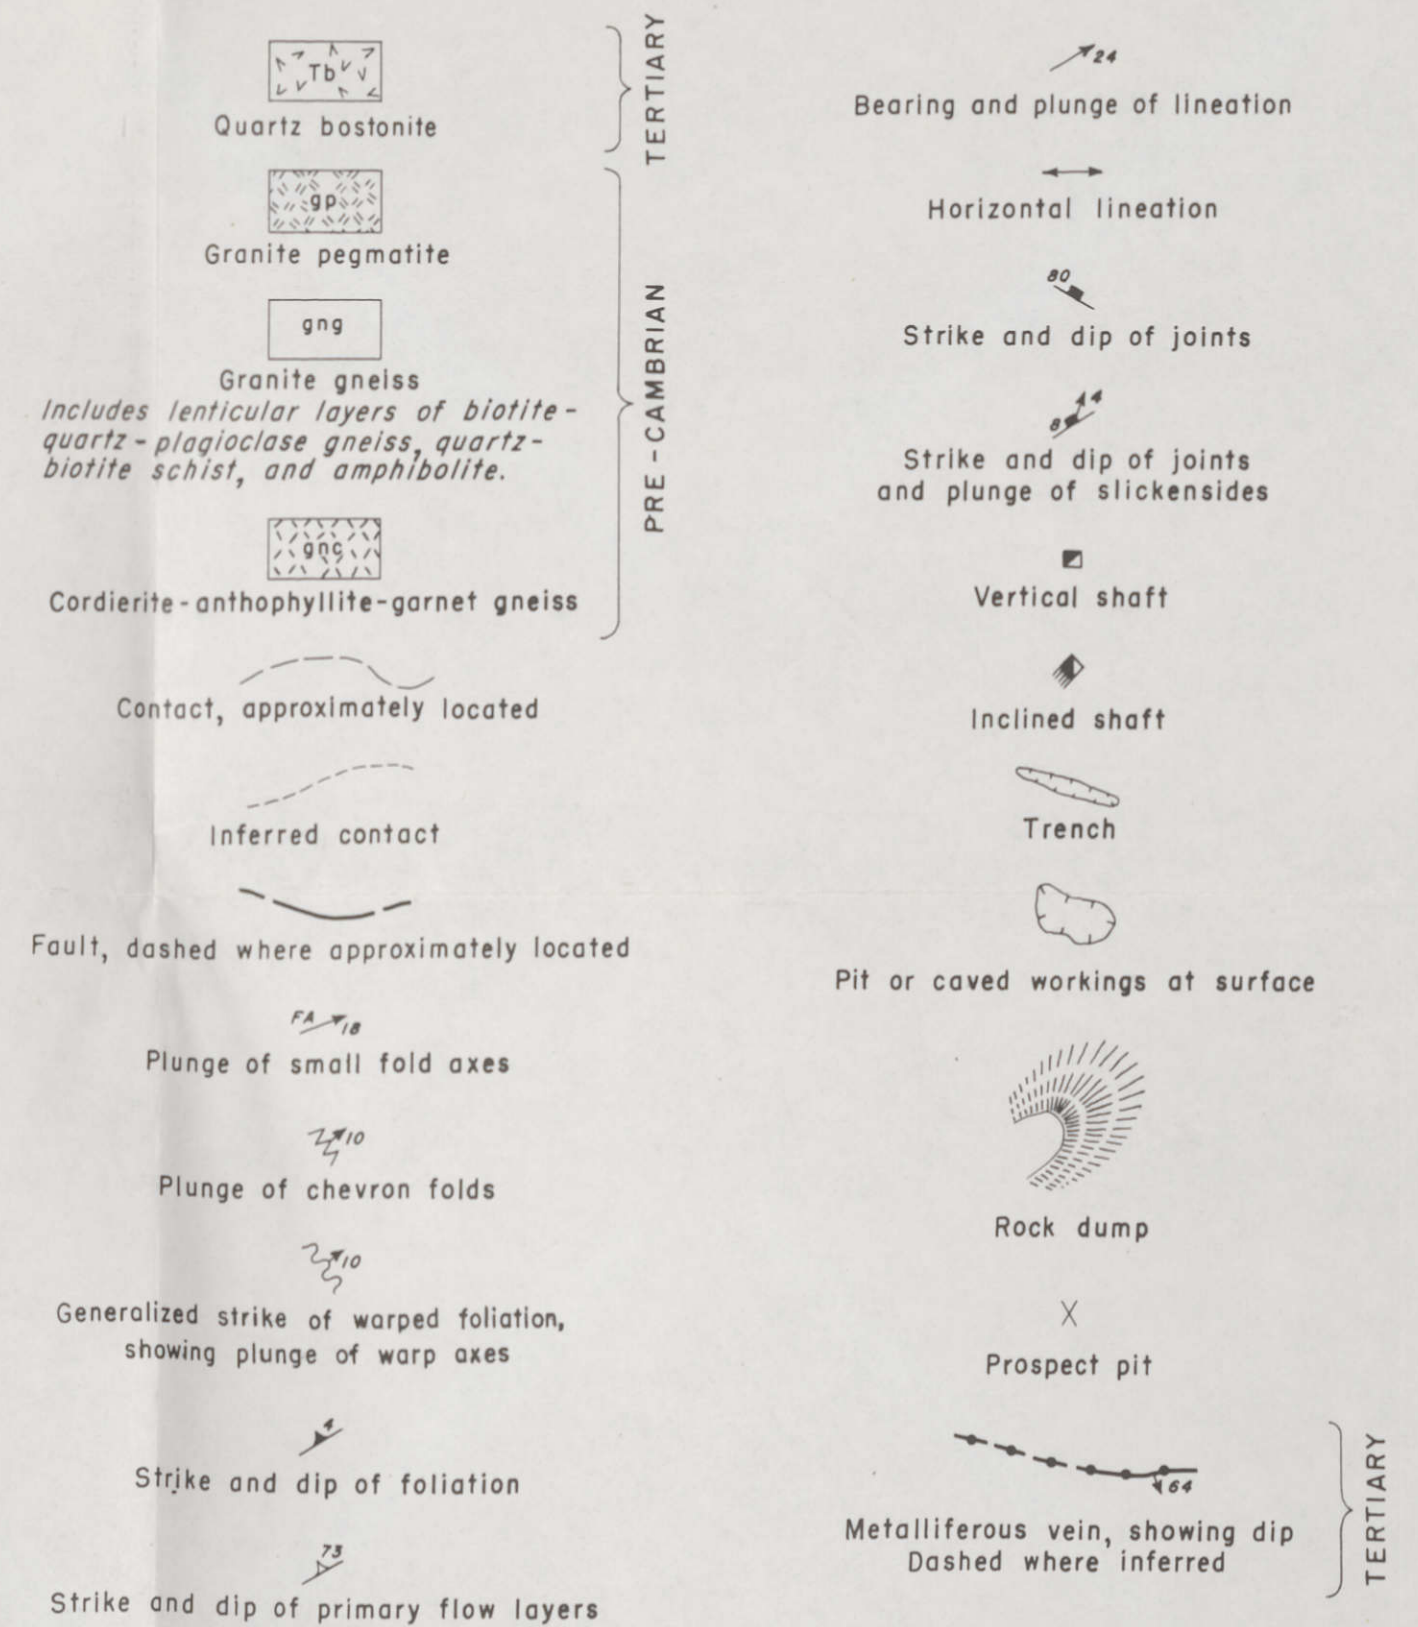 Tb
Quartz bostonite
TERTIARY
gp
Granite pegmatite
gng
Granite gneiss
Includes lenticular layers of biotite-
quartz-plagioclase gneiss, quartz-
biotite schist, and amphibolite.
gnc
Cordierite-anthophyllite-garnet gneiss
PRE-CAMBRIAN
Contact, approximately located
Inferred contact
Fault, dashed where approximately located
FA 18
Plunge of small fold axes
10
Plunge of chevron folds
10
Generalized strike of warped foliation,
showing plunge of warp axes
4
Strike and dip of foliation
73
Strike and dip of primary flow layers
24
Bearing and plunge of lineation
Horizontal lineation
80
Strike and dip of joints
44
Strike and dip of joints
and plunge of slickensides
Vertical shaft
Inclined shaft
Trench
Pit or caved workings at surface
Rock dump
X
Prospect pit
64
Metalliferous vein, showing dip
Dashed where inferred
TERTIARY